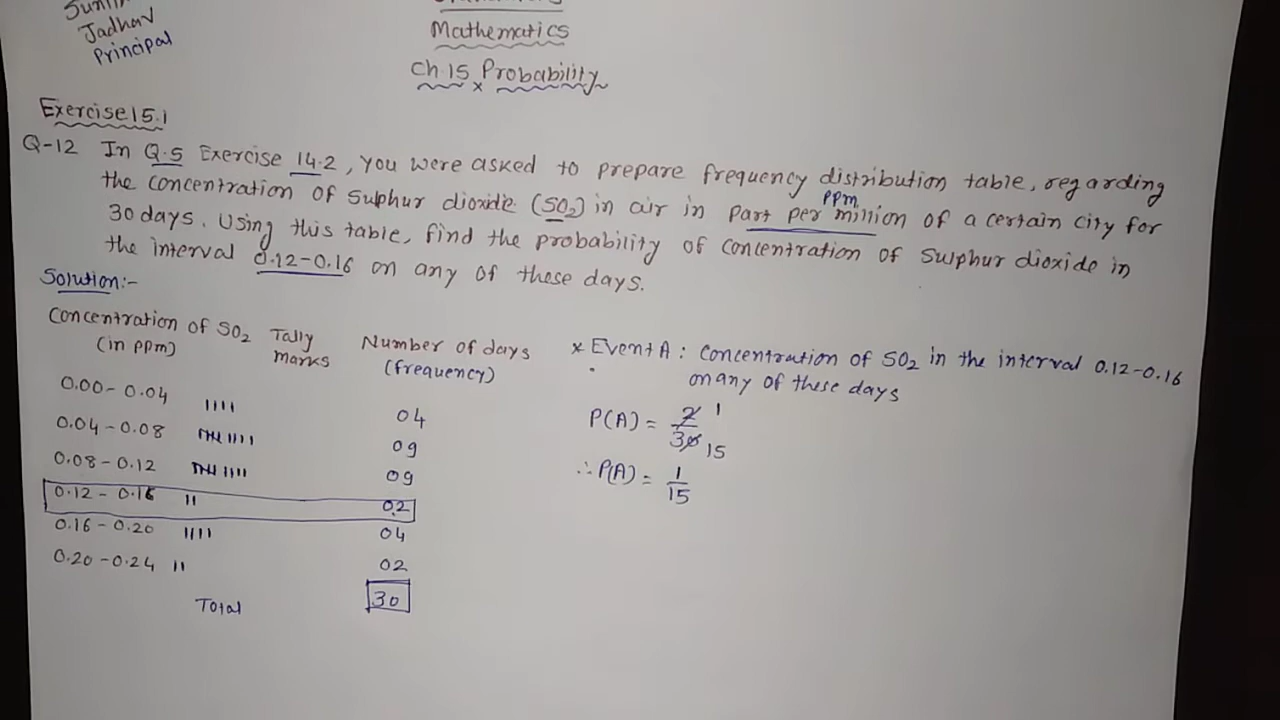 Jadhav
Principal
Mathematics
Ch.15 Probability
Exercise 15.1
Q-12 In Q.5 Exercise 14.2, you were asked to prepare frequency distribution table, regarding
the concentration of Sulphur dioxide (SO2) in air in Part per million of a certain city for
PPm
30 days. Using this table, find the probability of concentration of Sulphur dioxide in
the interval 0.12-0.16 on any of these days.
Solution:-
Concentration of SO2 Tally Number of days
(in ppm) marks (frequency)
0.00-0.04 |||| 04
0.04-0.08 𝍸 |||| 09
0.08-0.12 𝍸 |||| 09
0.12-0.16 || 02
0.16-0.20 |||| 04
0.20-0.24 || 02
Total 30
x Event A : Concentration of SO2 in the interval 0.12-0.16
on any of these days
P(A) = 2/30 1 15
∴ P(A) = 1/15